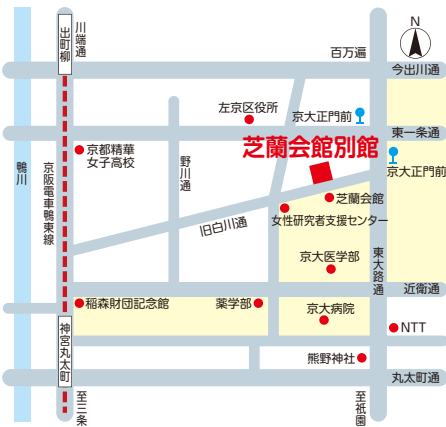 出町柳
川端通
百万遍
N
今出川通
左京区役所
京大正門前
東一条通
京都精華
女子高校
芝蘭会館別館
京大正門前
野川通
鴨川
京阪電車鴨東線
芝蘭会館
女性研究者支援センター
旧白川通
京大医学部
東大路通
近衛通
稲森財団記念館
薬学部
京大病院
神宮丸太町
NTT
熊野神社
丸太町通
至三条
至祇園